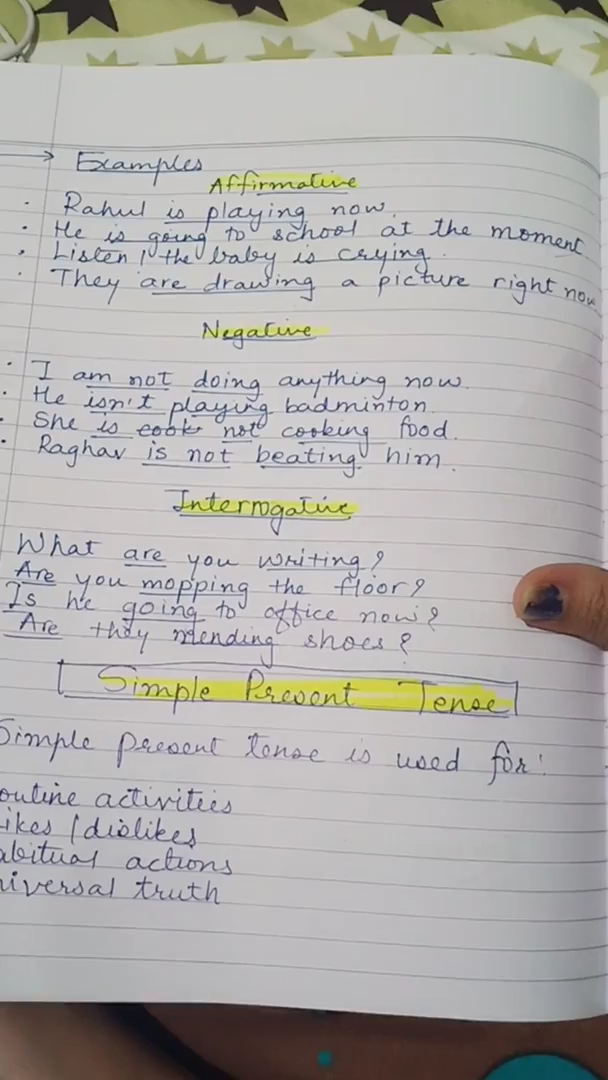 → Examples
Affirmative
· Rahul is playing now.
· He is going to school at the moment
· Listen! the baby is crying.
· They are drawing a picture right now
Negative
· I am not doing anything now.
· He isn't playing badminton.
· She is cook not cooking food.
· Raghav is not beating him.
Interrogative
What are you writing?
Are you mopping the floor?
Is he going to office now?
Are they mending shoes?
Simple Present Tense
Simple present tense is used for:
outine activities
ikes / dislikes
abitual actions
niversal truth